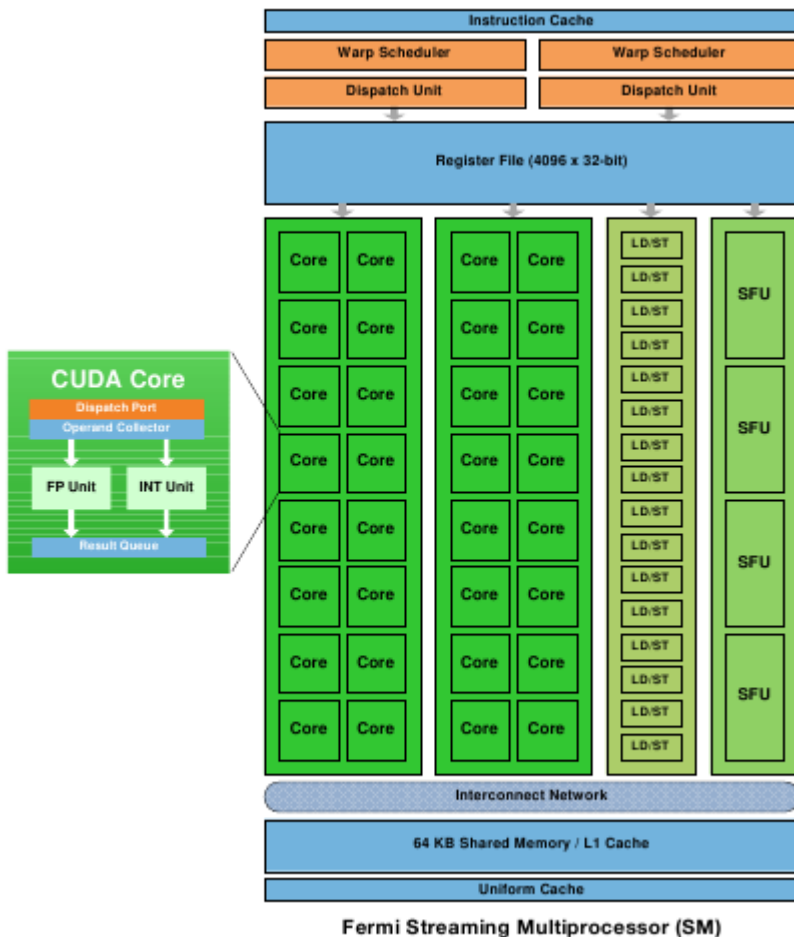 Instruction Cache
Warp Scheduler Warp Scheduler
Dispatch Unit Dispatch Unit
Register File (4096 x 32-bit)
Core Core Core Core LD/ST SFU
LD/ST
Core Core Core Core LD/ST
LD/ST
Core Core Core Core LD/ST SFU
LD/ST
Core Core Core Core LD/ST
LD/ST
Core Core Core Core LD/ST SFU
LD/ST
Core Core Core Core LD/ST
LD/ST
Core Core Core Core LD/ST SFU
LD/ST
Core Core Core Core LD/ST
LD/ST
CUDA Core
Dispatch Port
Operand Collector
FP Unit INT Unit
Result Queue
Interconnect Network
64 KB Shared Memory / L1 Cache
Uniform Cache
Fermi Streaming Multiprocessor (SM)